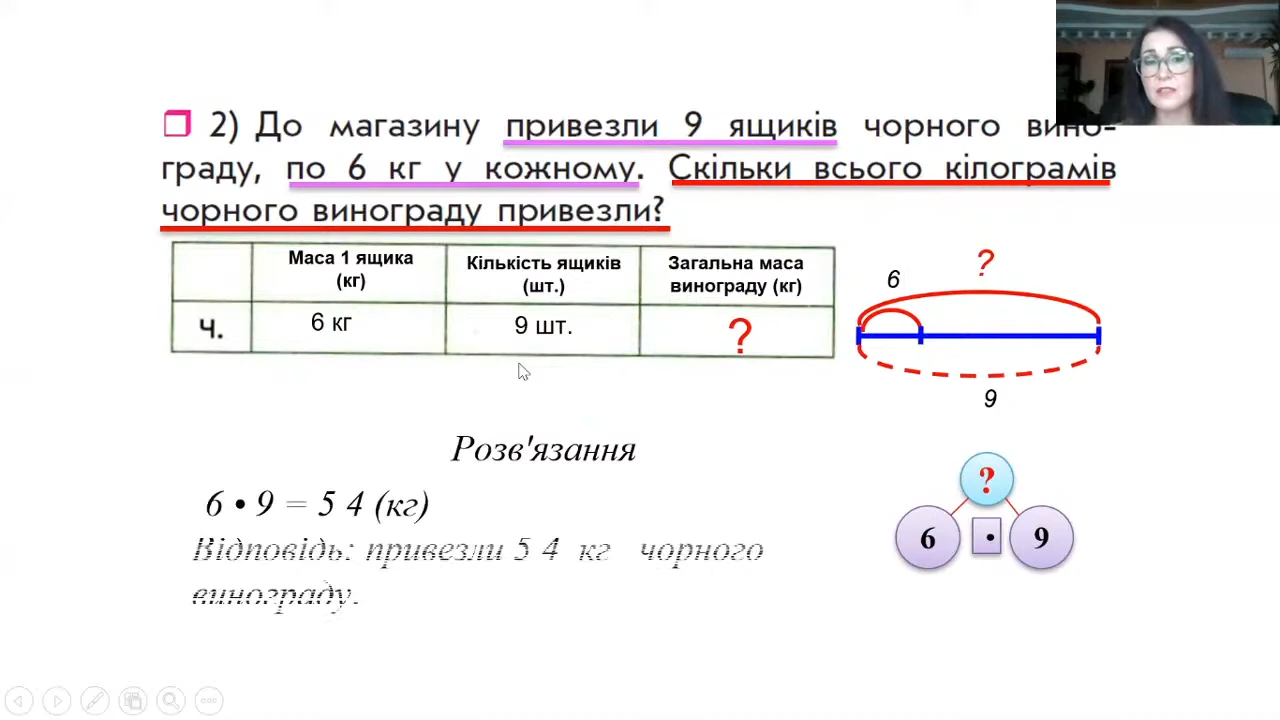 2) До магазину привезли 9 ящиків чорного вино-
граду, по 6 кг у кожному. Скільки всього кілограмів
чорного винограду привезли?
Маса 1 ящика (кг)
Кількість ящиків (шт.)
Загальна маса винограду (кг)
Ч.
6 кг
9 шт.
?
?
6
9
Розв'язання
6 • 9 = 5 4 (кг)
Відповідь: привезли 5 4 кг чорного
винограду.
?
6 • 9